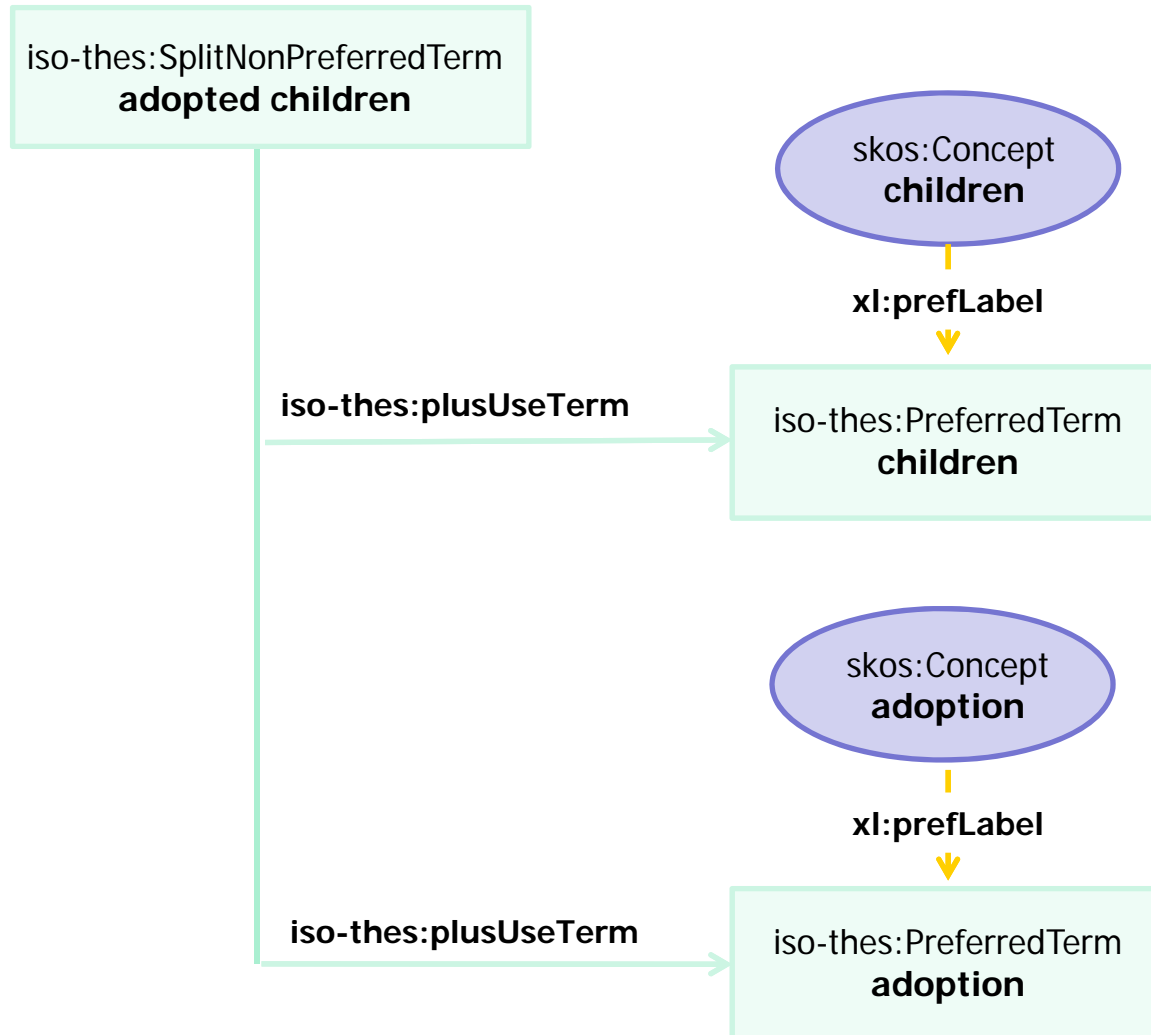 iso-thes:SplitNonPreferredTerm
adopted children
skos:Concept
children
xl:prefLabel
iso-thes:plusUseTerm
iso-thes:PreferredTerm
children
skos:Concept
adoption
xl:prefLabel
iso-thes:plusUseTerm
iso-thes:PreferredTerm
adoption